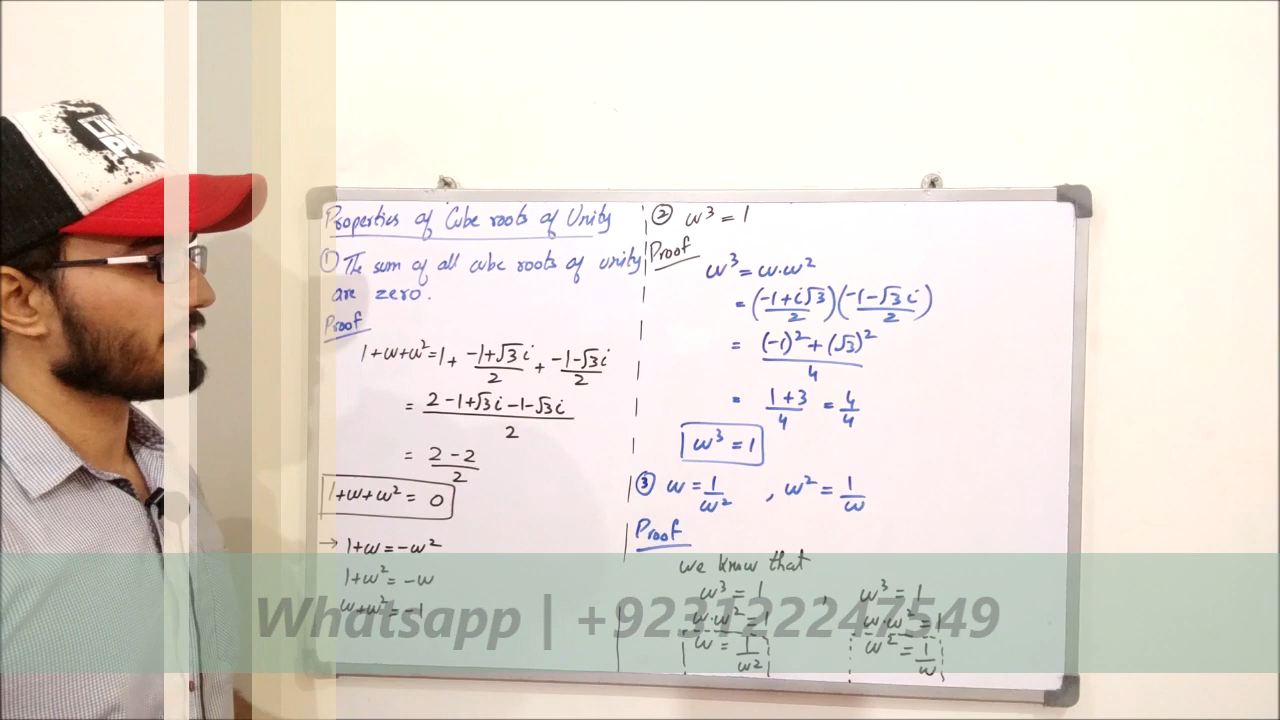 Properties of Cube roots of Unity
① The sum of all cube roots of unity
are zero.
Proof
1+ω+ω²=1+ -1+√3i/2 + -1-√3i/2
= 2-1+√3i-1-√3i/2
= 2-2/2
1+ω+ω² = 0
→ 1+ω=-ω²
1+ω²=-ω
ω+ω²=-1
② ω³=1
Proof
ω³=ω.ω²
=(-1+i√3/2)(-1-√3i/2)
= (-1)²+(√3)²/4
= 1+3/4 = 4/4
ω³=1
③ ω=1/ω² , ω²=1/ω
Proof
we know that
ω³=1 , ω³=1
ω.ω²=1 ω.ω²=1
ω=1/ω² ω²=1/ω
Whatsapp | +923122247549